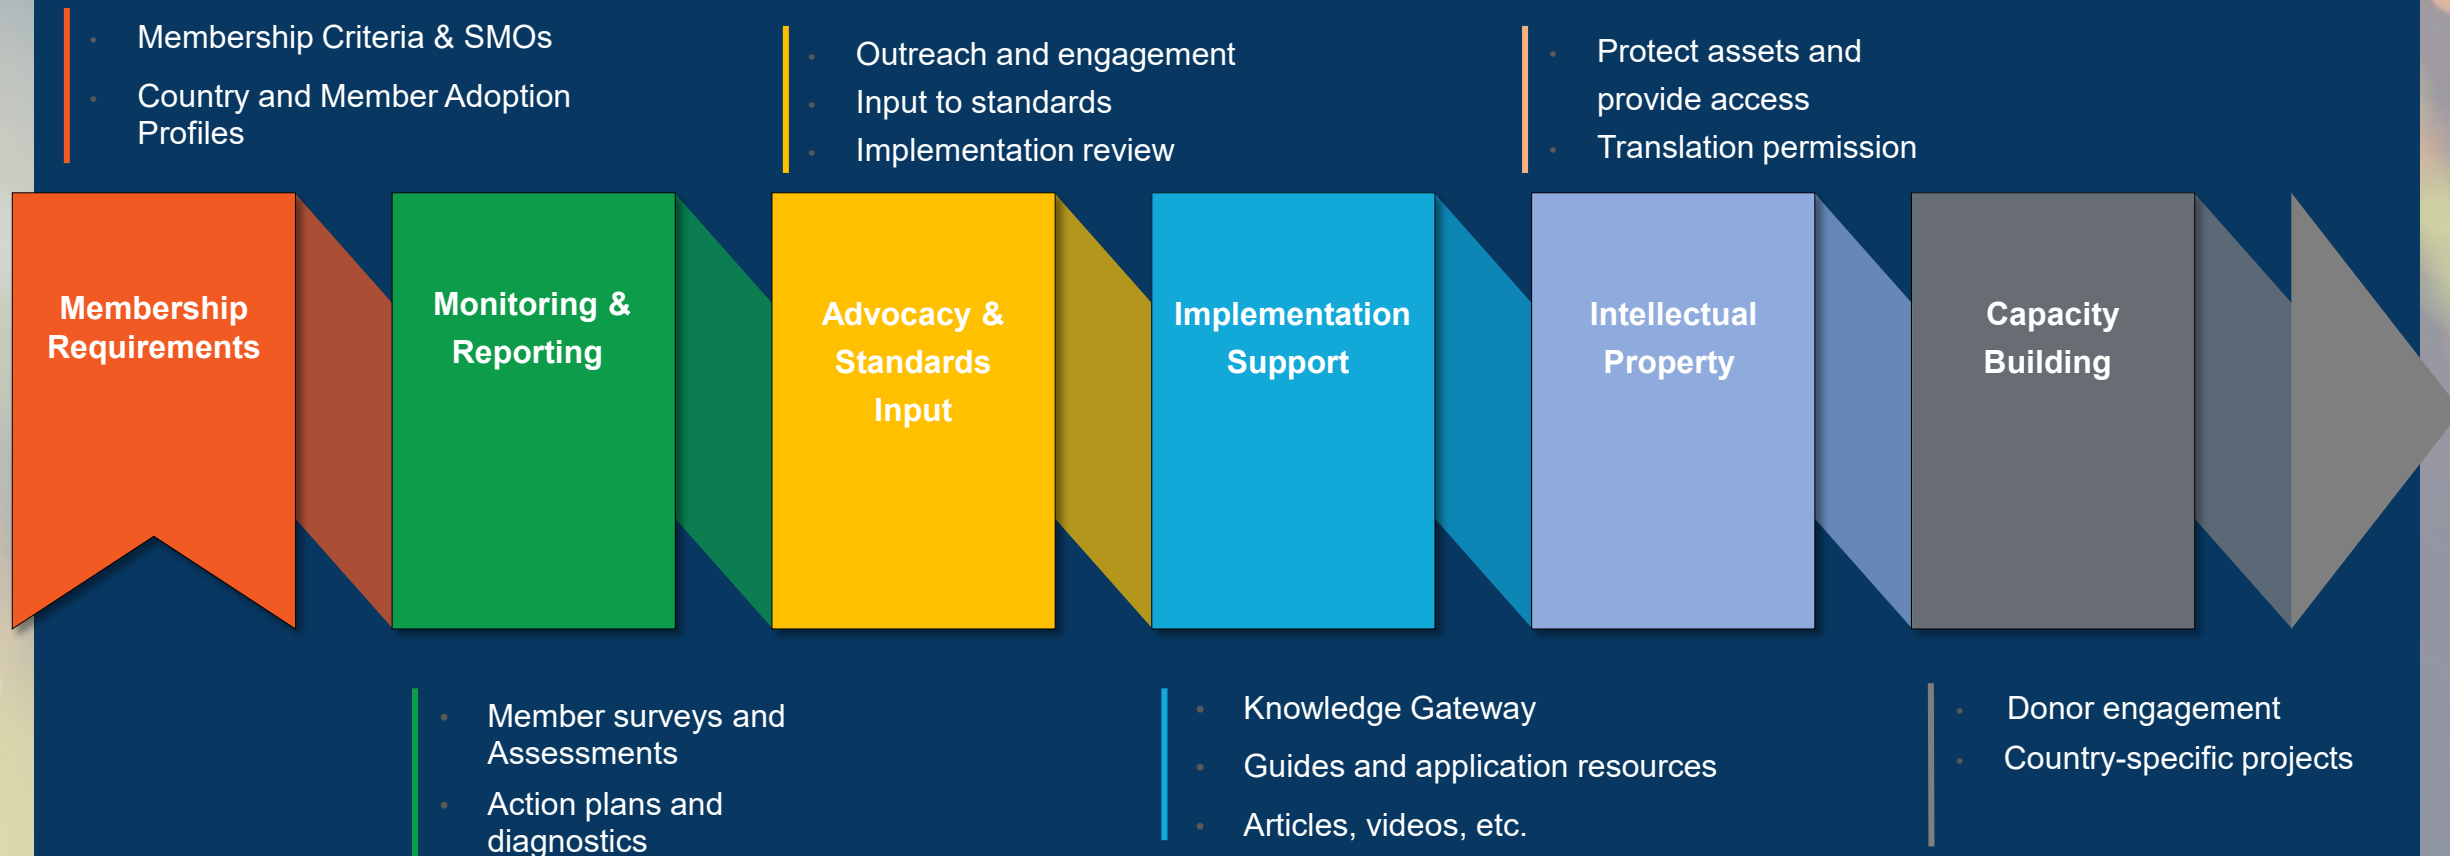 Membership Criteria & SMOs
Country and Member Adoption
Profiles
Outreach and engagement
Input to standards
Implementation review
Protect assets and
provide access
Translation permission
Membership
Requirements
Monitoring &
Reporting
Advocacy &
Standards
Input
Implementation
Support
Intellectual
Property
Capacity
Building
Member surveys and
Assessments
Action plans and
diagnostics
Knowledge Gateway
Guides and application resources
Articles, videos, etc.
Donor engagement
Country-specific projects